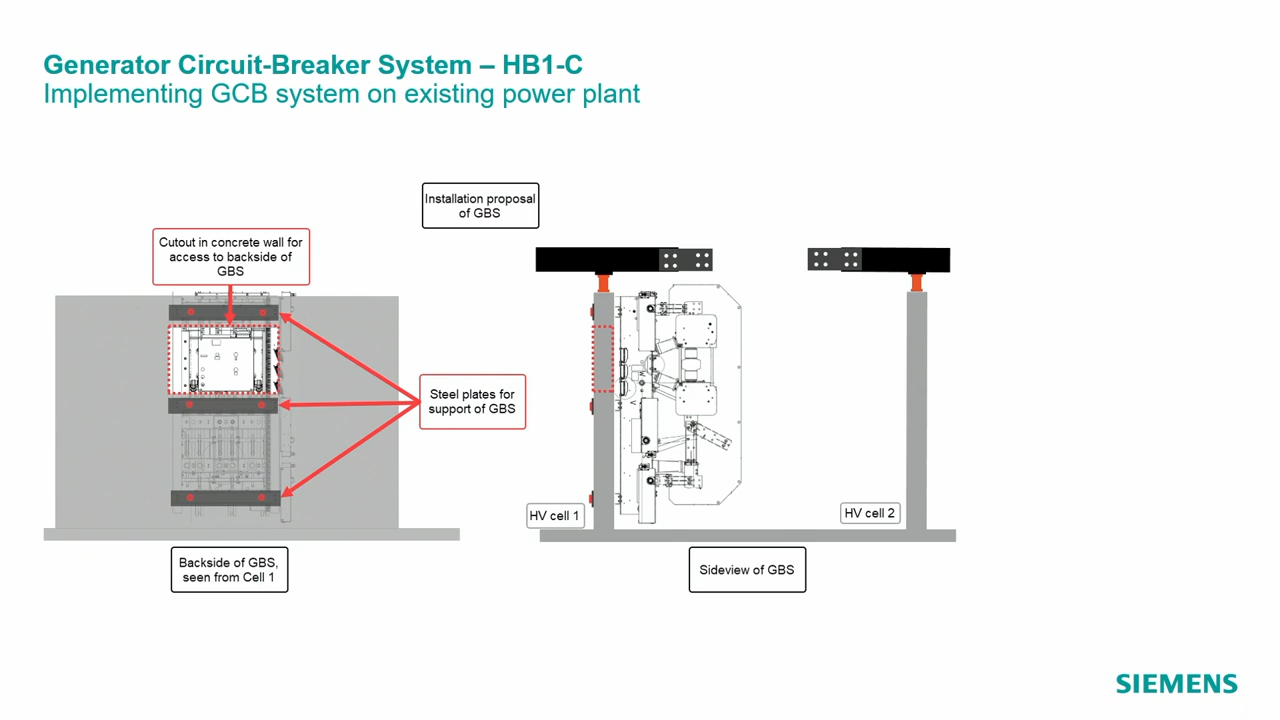 Generator Circuit-Breaker System – HB1-C
Implementing GCB system on existing power plant
Installation proposal
of GBS
Cutout in concrete wall for
access to backside of
GBS
Steel plates for
support of GBS
HV cell 1
HV cell 2
Backside of GBS,
seen from Cell 1
Sideview of GBS
SIEMENS